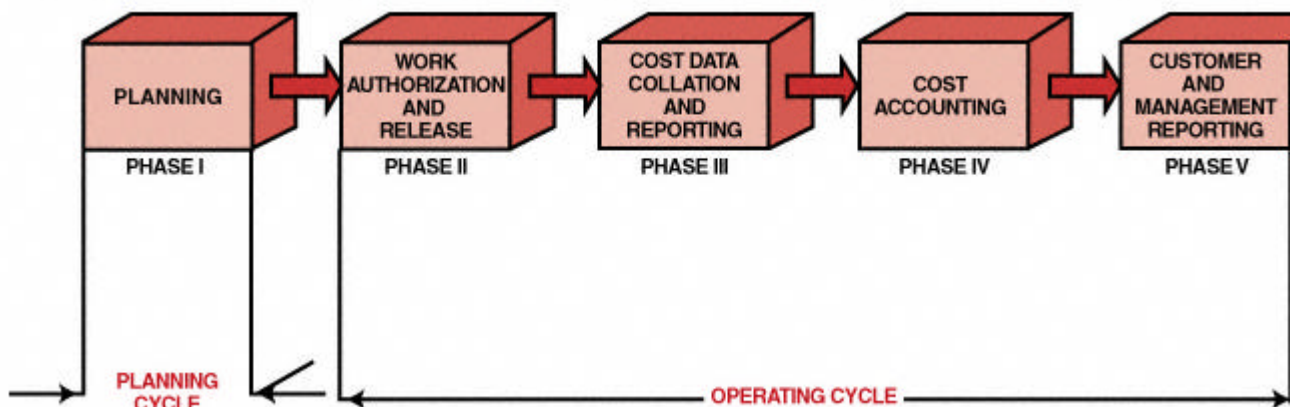 PLANNING
PHASE I
WORK
AUTHORIZATION
AND
RELEASE
PHASE II
COST DATA
COLLATION
AND
REPORTING
PHASE III
COST
ACCOUNTING
PHASE IV
CUSTOMER
AND
MANAGEMENT
REPORTING
PHASE V
PLANNING
CYCLE
OPERATING CYCLE